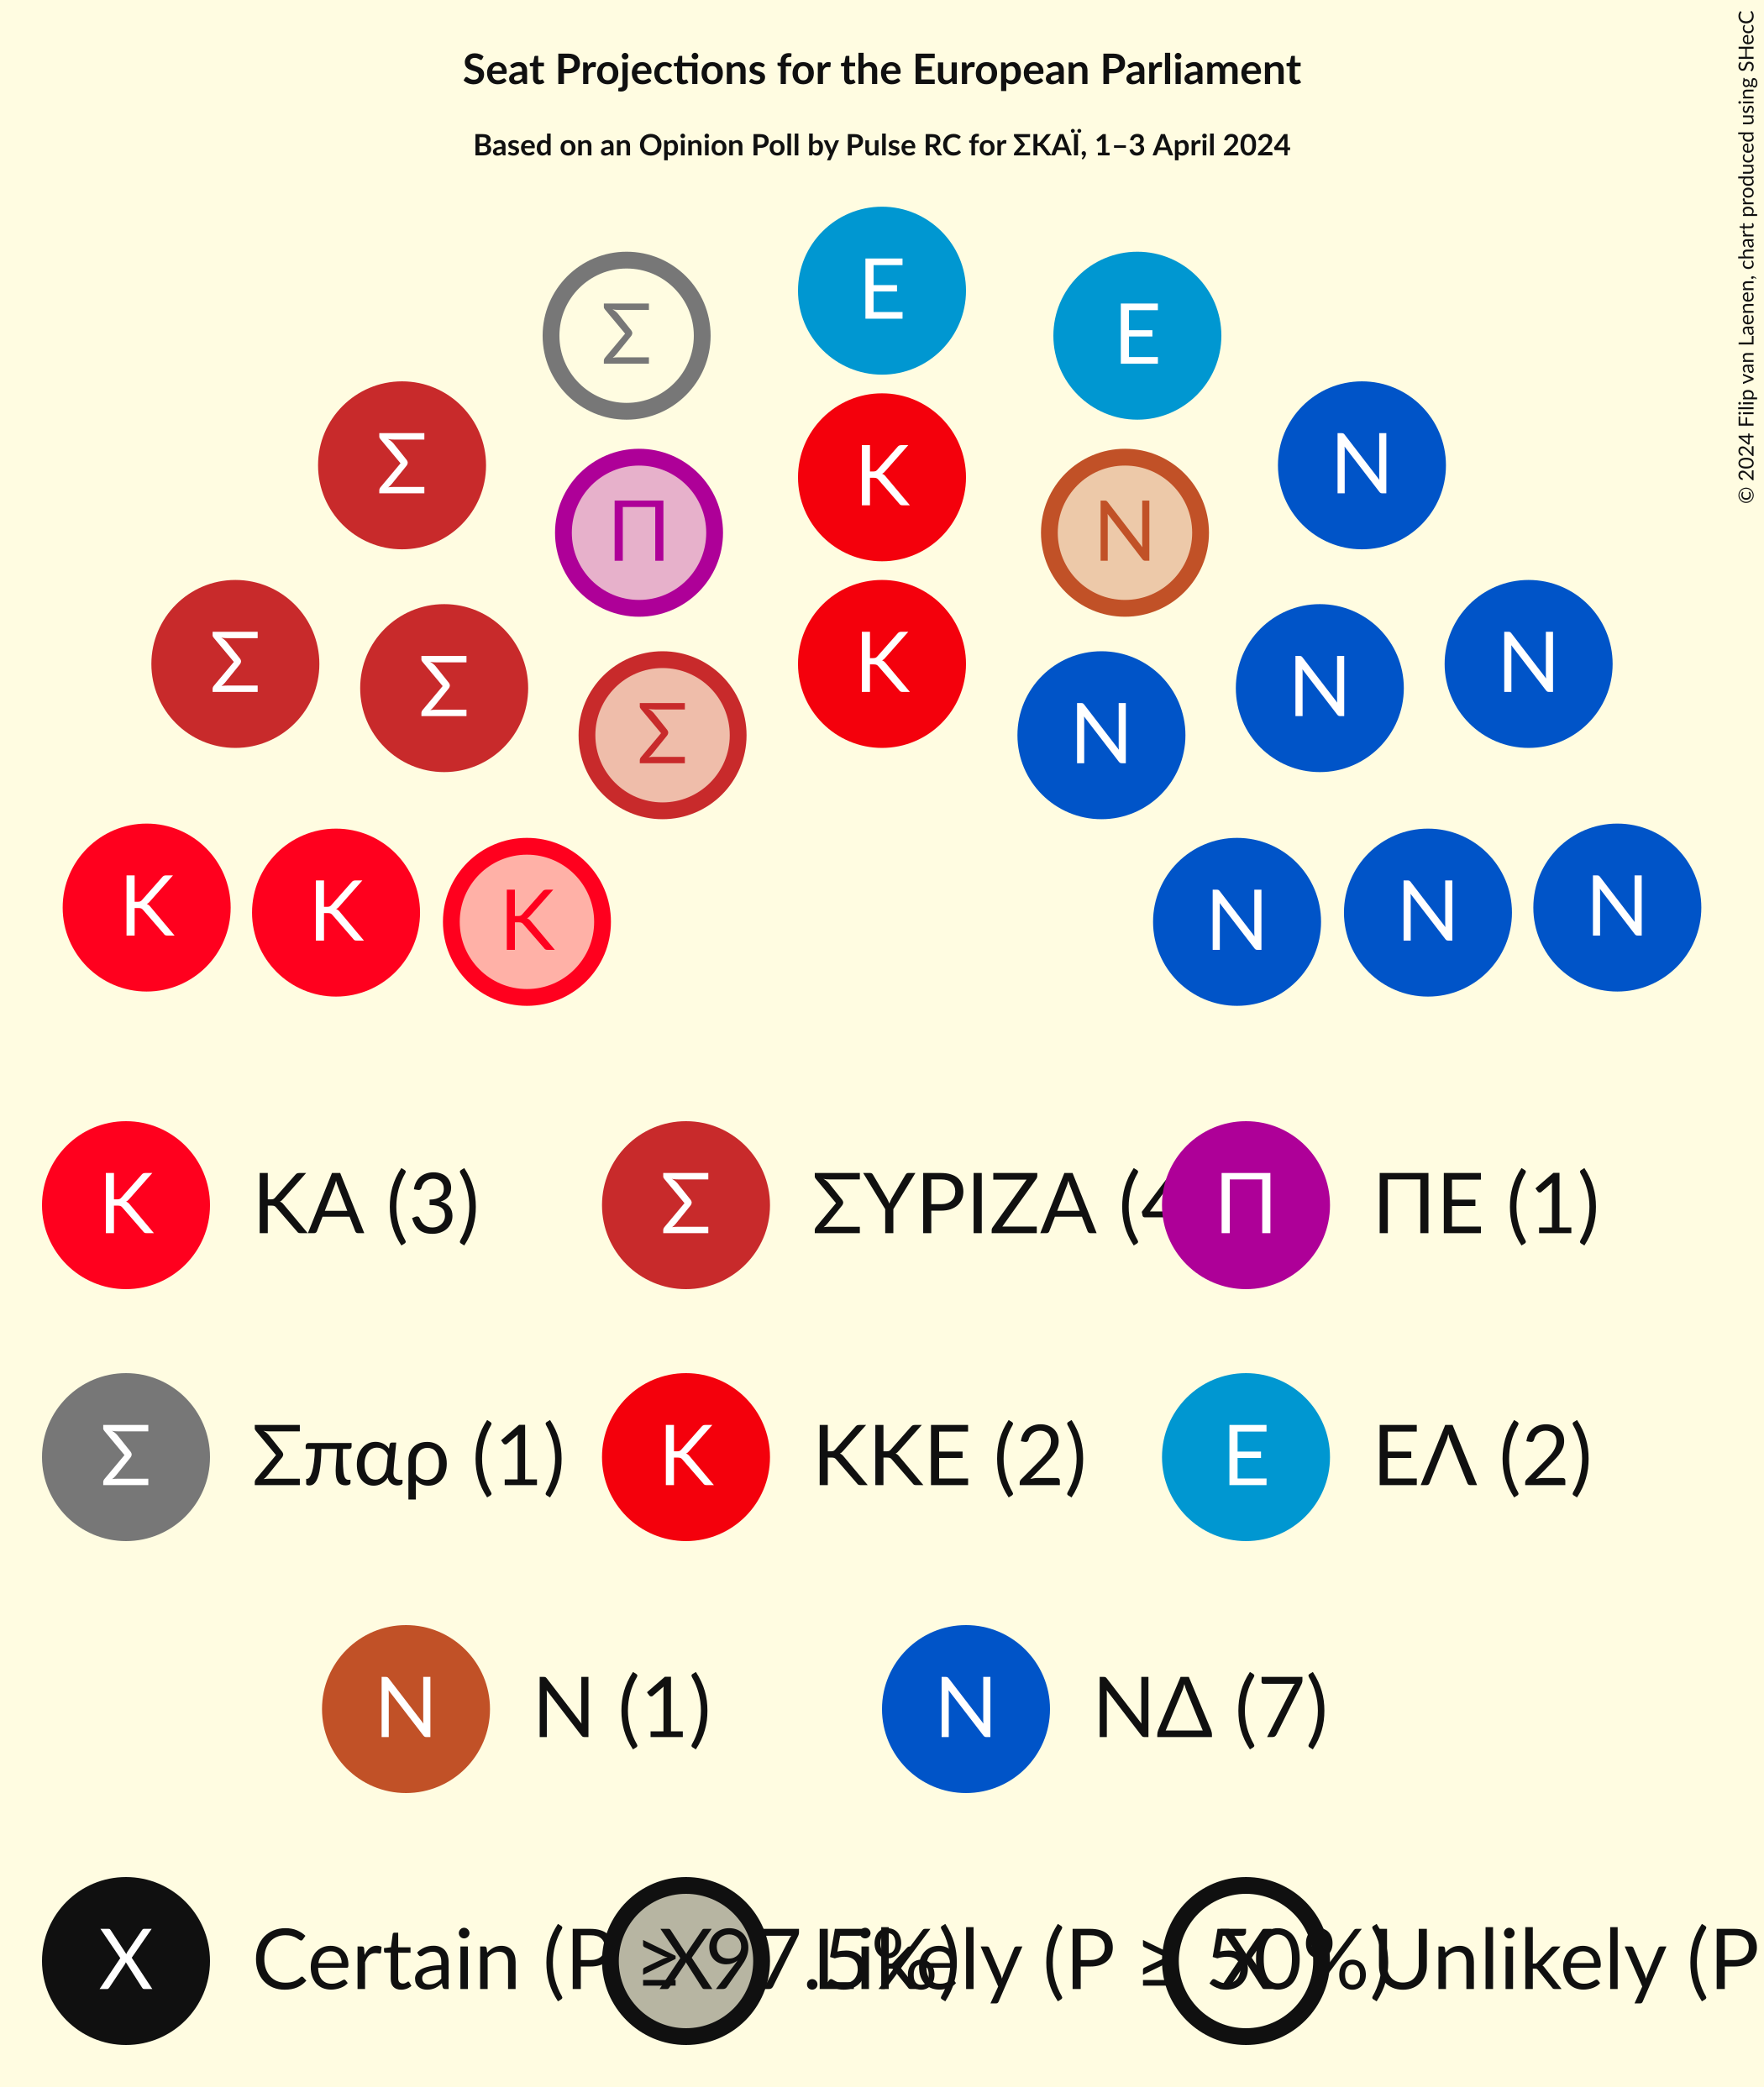 Seat Projections for the European Parliament
Based on an Opinion Poll by Pulse RC for ΣΚΑΪ, 1–3 April 2024
© 2024 Filip van Laenen, chart produced using SHecC
Ε
Σ Ε
Σ Κ Ν
Π Ν
Σ Κ Ν
Σ Ν
Σ Ν
Κ Κ Κ Ν Ν Ν
Κ ΚΑ (3) Σ ΣΥΡΙΖΑ (4 Π ΠΕ (1)
Σ Σπαρ (1) Κ ΚΚΕ (2) Ε ΕΛ (2)
Ν Ν (1) Ν ΝΔ (7)
X Certain (P ≥ 97.5%) X Likely (P ≥ 50%) X Unlikely (P